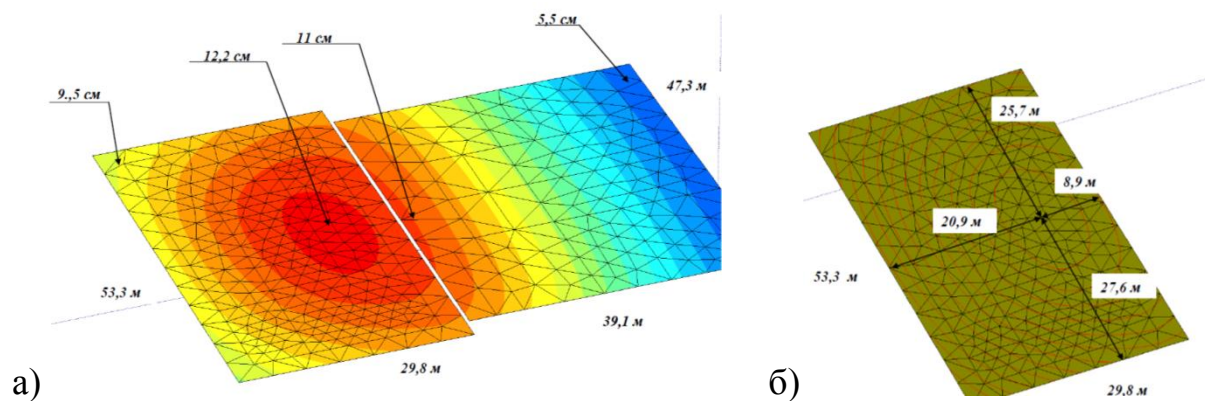 5,5 см
11 см
12,2 см
9.,5 см
47,3 м
53,3 м
39,1 м
29,8 м
а)
25,7 м
8,9 м
20,9 м
53,3 м
27,6 м
29,8 м
б)